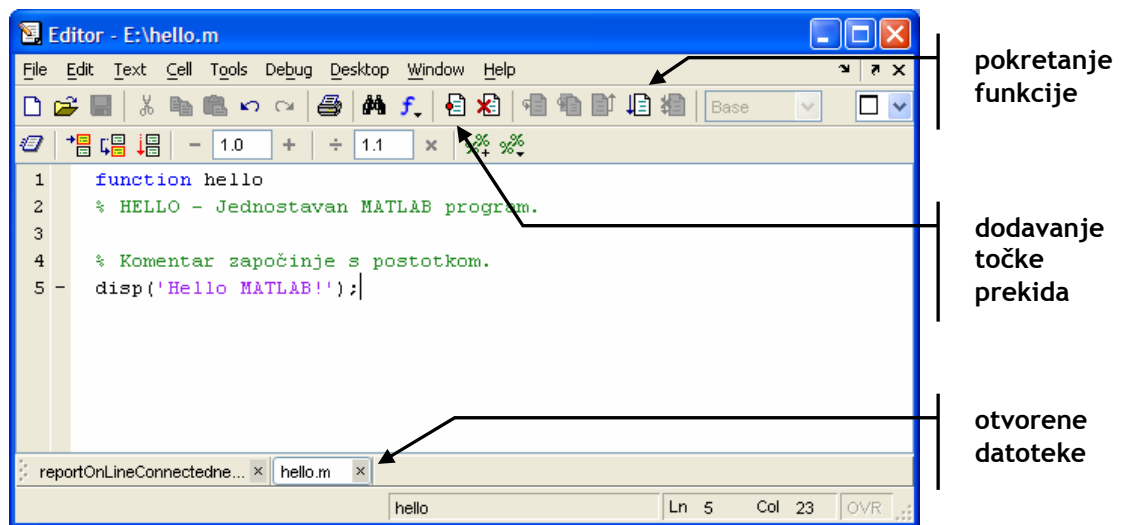 Editor - E:\hello.m
File Edit Text Cell Tools Debug Desktop Window Help
Base
− 1.0 + ÷ 1.1 ×
1 function hello
2 % HELLO - Jednostavan MATLAB program.
3
4 % Komentar započinje s postotkom.
5 - disp('Hello MATLAB!');
reportOnLineConnectedne... × hello.m ×
hello Ln 5 Col 23 OVR
pokretanje
funkcije
dodavanje
točke
prekida
otvorene
datoteke